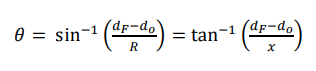 θ = sin⁻¹ (d_F−d_o / R) = tan⁻¹ (d_F−d_o / x)